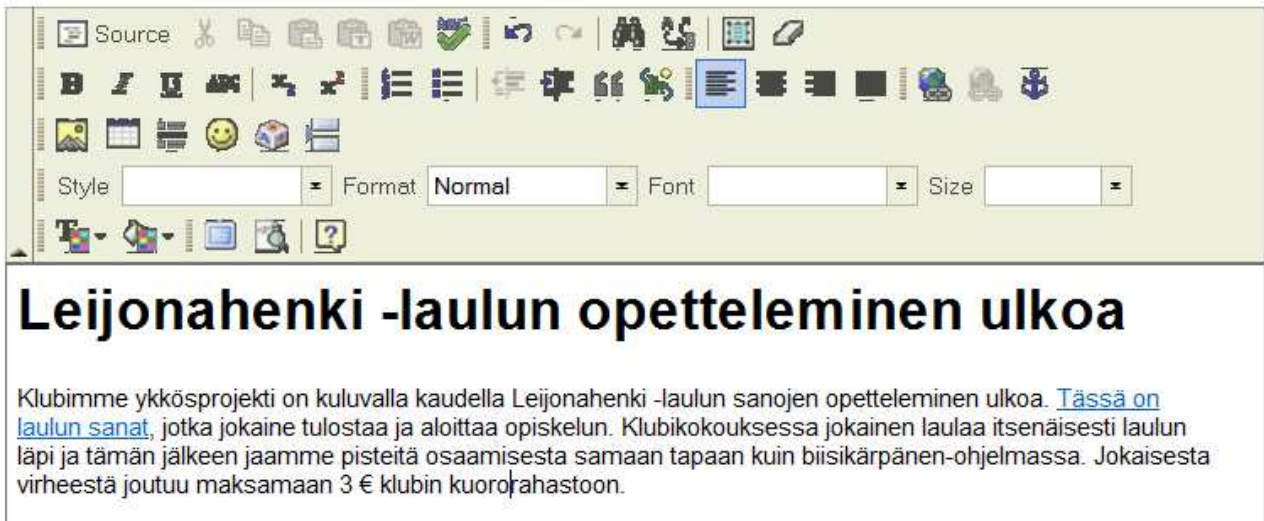 Source
Style Format Normal Font Size
Leijonahenki -laulun opetteleminen ulkoa
Klubimme ykkösprojekti on kuluvalla kaudella Leijonahenki -laulun sanojen opetteleminen ulkoa. Tässä on
laulun sanat, jotka jokaine tulostaa ja aloittaa opiskelun. Klubikokouksessa jokainen laulaa itsenäisesti laulun
läpi ja tämän jälkeen jaamme pisteitä osaamisesta samaan tapaan kuin biisikärpänen-ohjelmassa. Jokaisesta
virheestä joutuu maksamaan 3 € klubin kuororahastoon.